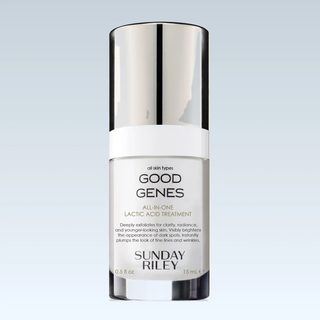 all skin types
GOOD
GENES
ALL-IN-ONE
LACTIC ACID TREATMENT
Deeply exfoliates for clarity, radiance,
and younger-looking skin. Visibly brightens
the appearance of dark spots. Instantly
plumps the look of fine lines and wrinkles.
SUNDAY
RILEY
0.5 fl oz 15 mL ℮